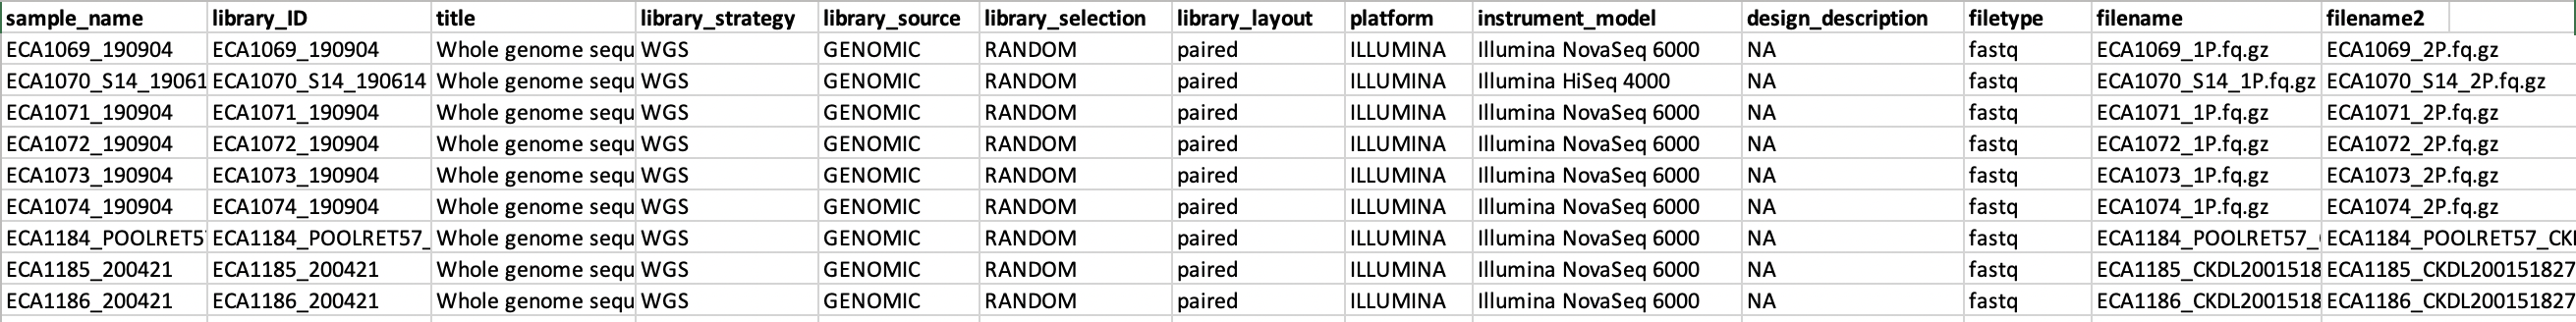 sample_name library_ID title library_strategy library_source library_selection library_layout platform instrument_model design_description filetype filename filename2
ECA1069_190904 ECA1069_190904 Whole genome sequ WGS GENOMIC RANDOM paired ILLUMINA Illumina NovaSeq 6000 NA fastq ECA1069_1P.fq.gz ECA1069_2P.fq.gz
ECA1070_S14_19061 ECA1070_S14_190614 Whole genome sequ WGS GENOMIC RANDOM paired ILLUMINA Illumina HiSeq 4000 NA fastq ECA1070_S14_1P.fq.gz ECA1070_S14_2P.fq.gz
ECA1071_190904 ECA1071_190904 Whole genome sequ WGS GENOMIC RANDOM paired ILLUMINA Illumina NovaSeq 6000 NA fastq ECA1071_1P.fq.gz ECA1071_2P.fq.gz
ECA1072_190904 ECA1072_190904 Whole genome sequ WGS GENOMIC RANDOM paired ILLUMINA Illumina NovaSeq 6000 NA fastq ECA1072_1P.fq.gz ECA1072_2P.fq.gz
ECA1073_190904 ECA1073_190904 Whole genome sequ WGS GENOMIC RANDOM paired ILLUMINA Illumina NovaSeq 6000 NA fastq ECA1073_1P.fq.gz ECA1073_2P.fq.gz
ECA1074_190904 ECA1074_190904 Whole genome sequ WGS GENOMIC RANDOM paired ILLUMINA Illumina NovaSeq 6000 NA fastq ECA1074_1P.fq.gz ECA1074_2P.fq.gz
ECA1184_POOLRET57 ECA1184_POOLRET57_ Whole genome sequ WGS GENOMIC RANDOM paired ILLUMINA Illumina NovaSeq 6000 NA fastq ECA1184_POOLRET57_ ECA1184_POOLRET57_CK
ECA1185_200421 ECA1185_200421 Whole genome sequ WGS GENOMIC RANDOM paired ILLUMINA Illumina NovaSeq 6000 NA fastq ECA1185_CKDL2001518 ECA1185_CKDL200151827
ECA1186_200421 ECA1186_200421 Whole genome sequ WGS GENOMIC RANDOM paired ILLUMINA Illumina NovaSeq 6000 NA fastq ECA1186_CKDL2001518 ECA1186_CKDL200151827